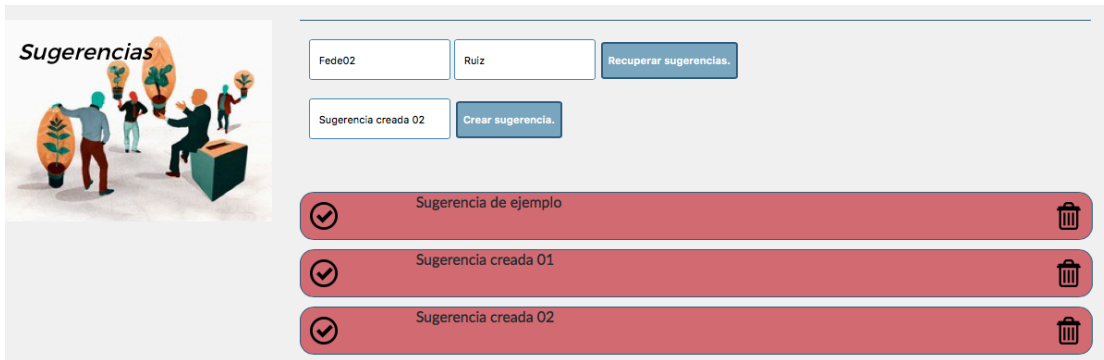 Sugerencias
Fede02 Ruiz Recuperar sugerencias.
Sugerencia creada 02 Crear sugerencia.
Sugerencia de ejemplo
Sugerencia creada 01
Sugerencia creada 02